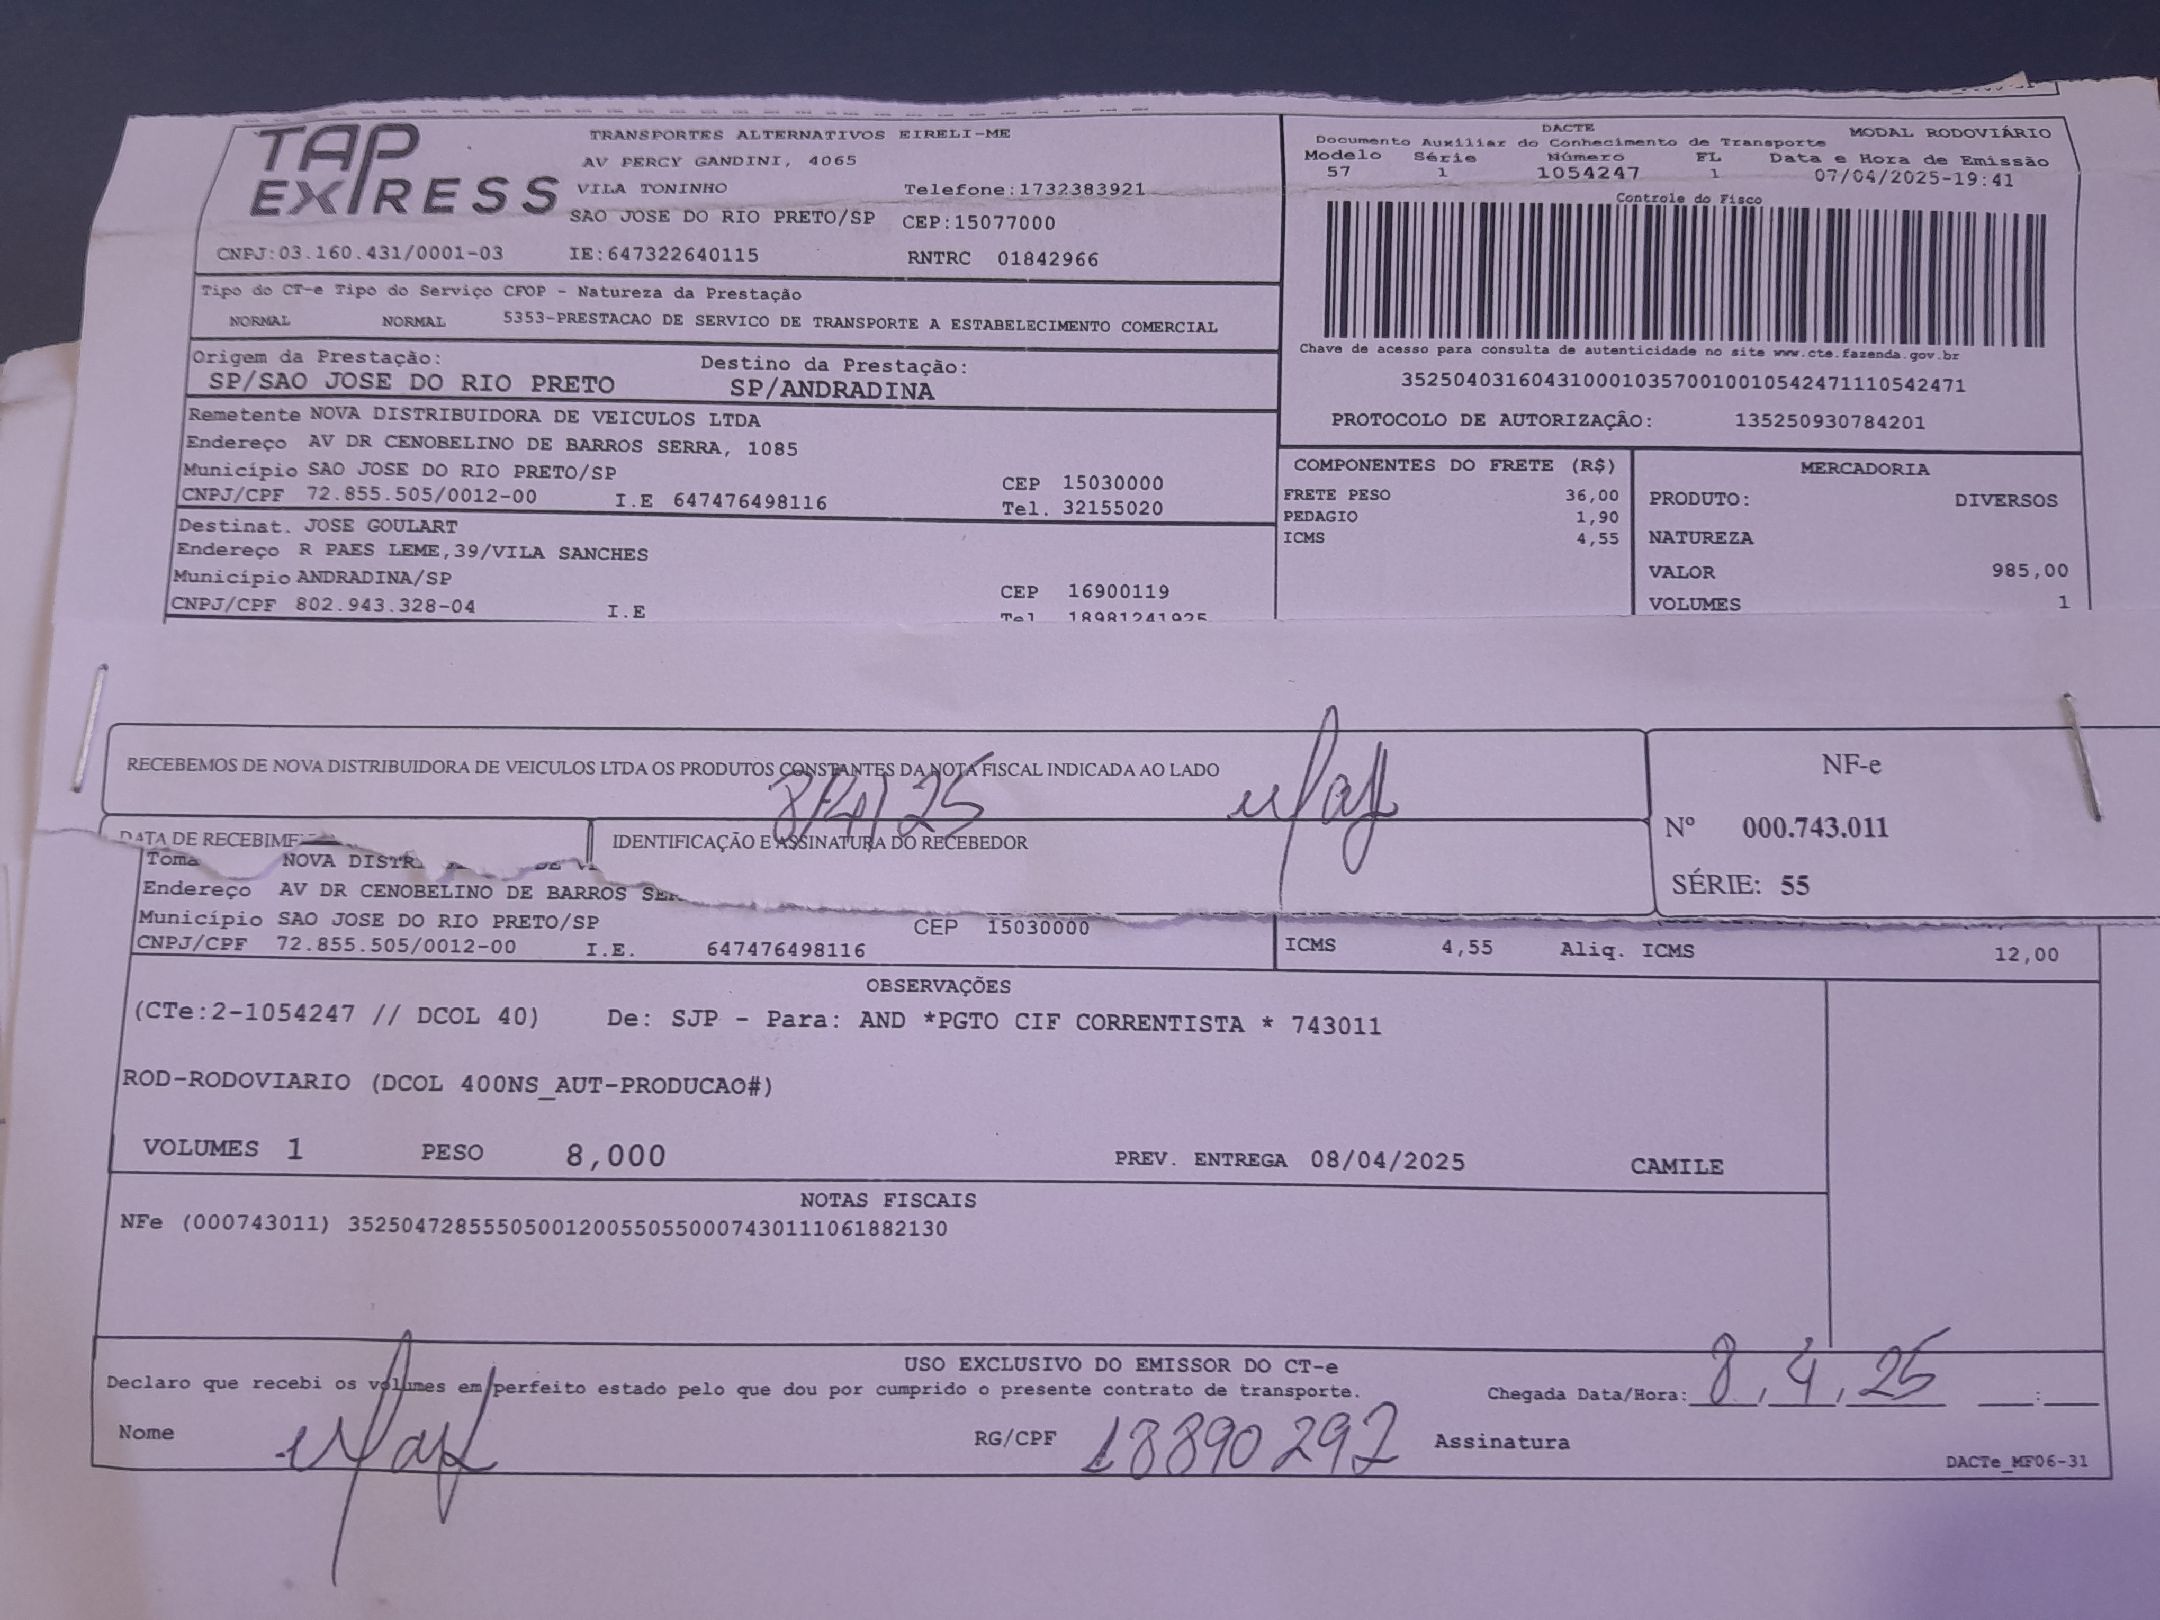 TAP EXPRESS
TRANSPORTES ALTERNATIVOS EIRELI-ME
AV PERCY GANDINI, 4065
VILA TONINHO Telefone:1732383921
SAO JOSE DO RIO PRETO/SP CEP:15077000
CNPJ:03.160.431/0001-03 IE:647322640115 RNTRC 01842966
DACTE MODAL RODOVIÁRIO
Documento Auxiliar do Conhecimento de Transporte
Modelo Série Número FL Data e Hora de Emissão
57 1 1054247 1 07/04/2025-19:41
Controle do Fisco
Chave de acesso para consulta de autenticidade no site www.cte.fazenda.gov.br
35250403160431000103570010010542471110542471
PROTOCOLO DE AUTORIZAÇÃO: 135250930784201
Tipo do CT-e Tipo do Serviço CFOP - Natureza da Prestação
NORMAL NORMAL 5353-PRESTACAO DE SERVICO DE TRANSPORTE A ESTABELECIMENTO COMERCIAL
Origem da Prestação: Destino da Prestação:
SP/SAO JOSE DO RIO PRETO SP/ANDRADINA
Remetente NOVA DISTRIBUIDORA DE VEICULOS LTDA
Endereço AV DR CENOBELINO DE BARROS SERRA, 1085
Município SAO JOSE DO RIO PRETO/SP CEP 15030000
CNPJ/CPF 72.855.505/0012-00 I.E 647476498116 Tel. 32155020
Destinat. JOSE GOULART
Endereço R PAES LEME,39/VILA SANCHES
Município ANDRADINA/SP CEP 16900119
CNPJ/CPF 802.943.328-04 I.E Tel 18981241925
COMPONENTES DO FRETE (R$)
FRETE PESO 36,00
PEDAGIO 1,90
ICMS 4,55
MERCADORIA
PRODUTO: DIVERSOS
NATUREZA
VALOR 985,00
VOLUMES 1
RECEBEMOS DE NOVA DISTRIBUIDORA DE VEICULOS LTDA OS PRODUTOS CONSTANTES DA NOTA FISCAL INDICADA AO LADO
8/4/25
DATA DE RECEBIME IDENTIFICAÇÃO E ASSINATURA DO RECEBEDOR
NF-e
Nº 000.743.011
SÉRIE: 55
Toma NOVA DISTR DE V
Endereço AV DR CENOBELINO DE BARROS SER
Município SAO JOSE DO RIO PRETO/SP CEP 15030000
CNPJ/CPF 72.855.505/0012-00 I.E. 647476498116
ICMS 4,55 Aliq. ICMS 12,00
OBSERVAÇÕES
(CTe:2-1054247 // DCOL 40) De: SJP - Para: AND *PGTO CIF CORRENTISTA * 743011
ROD-RODOVIARIO (DCOL 400NS_AUT-PRODUCAO#)
VOLUMES 1 PESO 8,000 PREV. ENTREGA 08/04/2025 CAMILE
NOTAS FISCAIS
NFe (000743011) 35250472855505001200550550007430111061882130
USO EXCLUSIVO DO EMISSOR DO CT-e
Declaro que recebi os volumes em perfeito estado pelo que dou por cumprido o presente contrato de transporte. Chegada Data/Hora: 8,4,25 :
Nome RG/CPF 18890292 Assinatura
DACTe_MF06-31